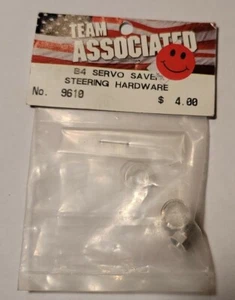 TEAM
ASSOCIATED
B4 SERVO SAVER
STEERING HARDWARE
No. 9610 $ 4.00